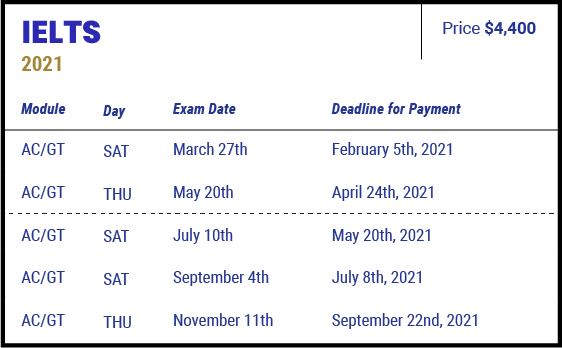 IELTS
Price $4,400
2021
Module Day Exam Date Deadline for Payment
AC/GT SAT March 27th February 5th, 2021
AC/GT THU May 20th April 24th, 2021
AC/GT SAT July 10th May 20th, 2021
AC/GT SAT September 4th July 8th, 2021
AC/GT THU November 11th September 22nd, 2021